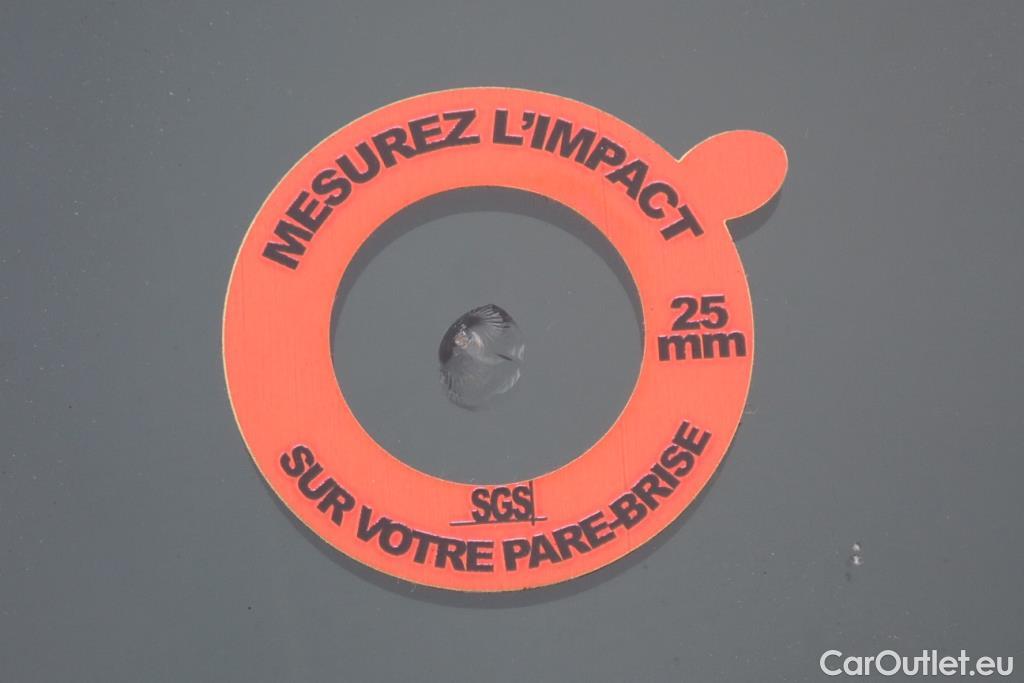 MESUREZ L'IMPACT
25
mm
SGS
SUR VOTRE PARE-BRISE
CarOutlet.eu